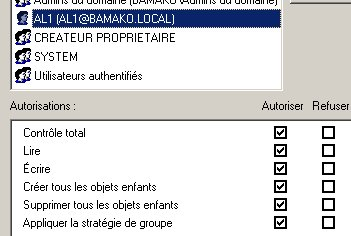 Admins du domaine (BAMAKO\Admins du domaine)
AL1 (AL1@BAMAKO.LOCAL)
CREATEUR PROPRIETAIRE
SYSTEM
Utilisateurs authentifiés
Autorisations : Autoriser Refuser
Contrôle total
Lire
Écrire
Créer tous les objets enfants
Supprimer tous les objets enfants
Appliquer la stratégie de groupe